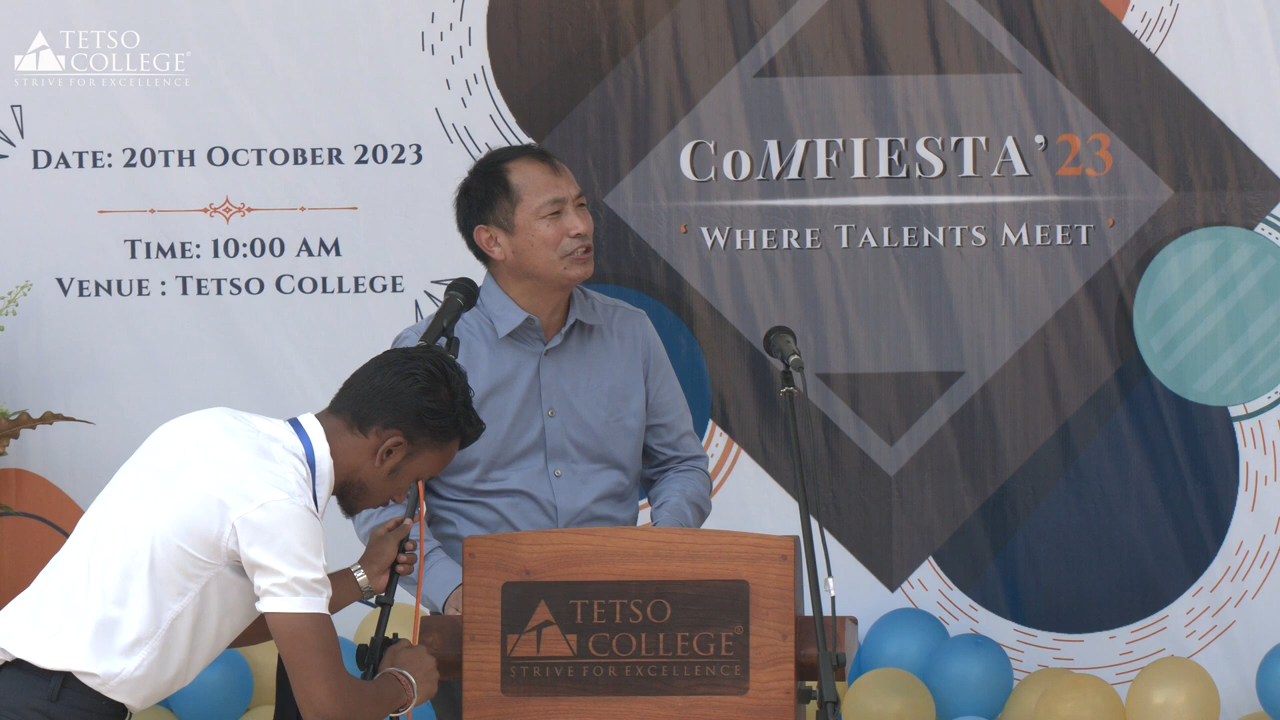 TETSO
COLLEGE®
STRIVE FOR EXCELLENCE
DATE: 20TH OCTOBER 2023
TIME: 10:00 AM
VENUE : TETSO COLLEGE
COMFIESTA'23
' WHERE TALENTS MEET '
TETSO
COLLEGE®
STRIVE FOR EXCELLENCE